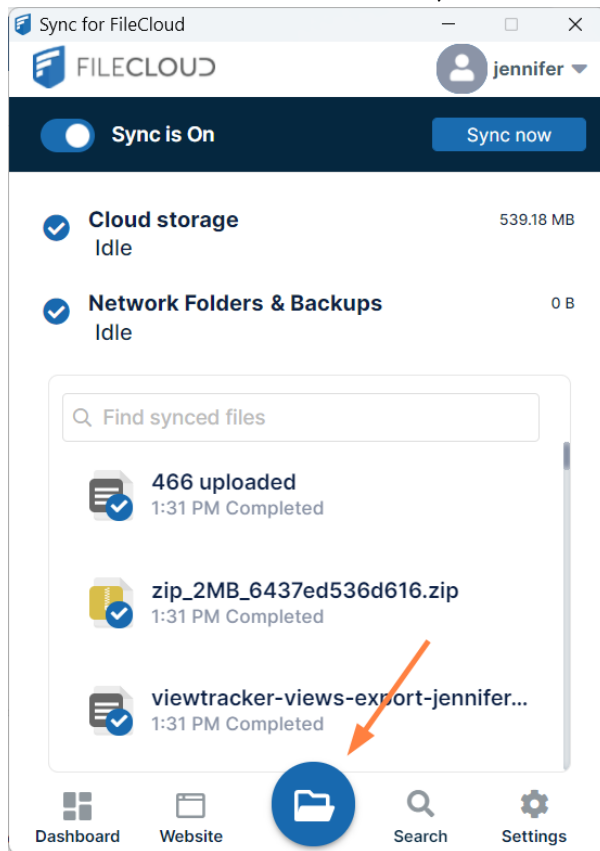 Sync for FileCloud
FILECLOUD
jennifer
Sync is On
Sync now
Cloud storage
539.18 MB
Idle
Network Folders & Backups
0 B
Idle
Find synced files
466 uploaded
1:31 PM Completed
zip_2MB_6437ed536d616.zip
1:31 PM Completed
viewtracker-views-export-jennifer...
1:31 PM Completed
Dashboard
Website
Search
Settings